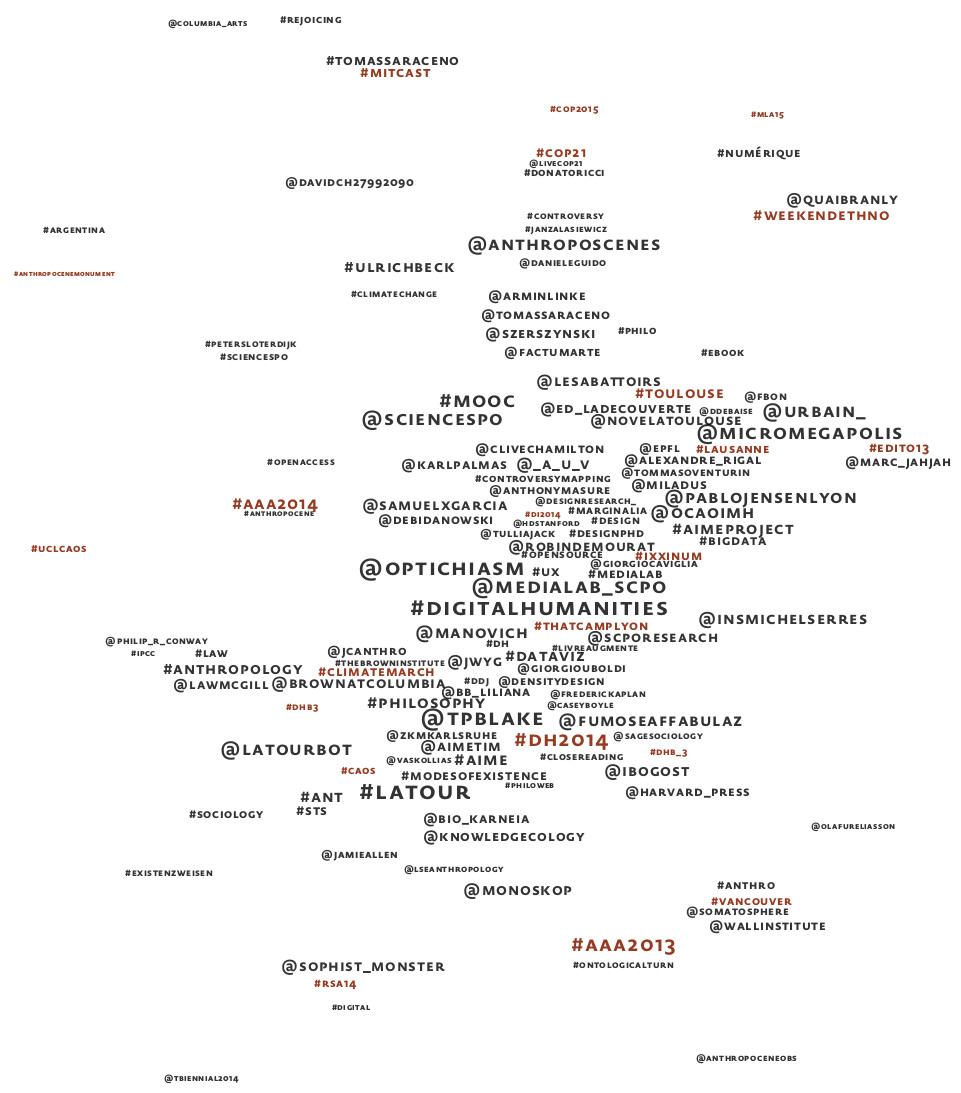 #REJOICING
@COLUMBIA_ARTS
#TOMASSARACENO
#MITCAST
#COP2015
#MLA15
#COP21
#NUMÉRIQUE
@LIVECOP21
#DONATORICCI
@DAVIDCH27992090
@QUAIBRANLY
#WEEKENDETHNO
#CONTROVERSY
#ARGENTINA
#JANZALASIEWICZ
@ANTHROPOSCENES
@DANIELEGUIDO
#ULRICHBECK
#ANTHROPOCENEMONUMENT
#CLIMATECHANGE
@ARMINLINKE
@TOMASSARACENO
#PHILO
@SZERSZYNSKI
#PETERSLOTERDIJK
@FACTUMARTE
#EBOOK
#SCIENCESPO
@LESABATTOIRS
#TOULOUSE
@FBON
#MOOC
@ED_LADECOUVERTE
@DDEBAISE
@URBAIN_
@SCIENCESPO
@NOVELATOULOUSE
@MICROMEGAPOLIS
@CLIVECHAMILTON
@EPFL
#LAUSANNE
#EDITO13
#OPENACCESS
@KARLPALMAS
@_A_U_V
@ALEXANDRE_RIGAL
@MARC_JAHJAH
@TOMMASOVENTURIN
#CONTROVERSYMAPPING
@MILADUS
@ANTHONYMASURE
@PABLOJENSENLYON
#AAA2014
@SAMUELXGARCIA
@DESIGNRESEARCH_
#ANTHROPOCENE
#DI2014
#MARGINALIA
@OCAOIMH
@DEBIDANOWSKI
@HDSTANFORD
#DESIGN
#AIMEPROJECT
@TULLIAJACK
#DESIGNPHD
#BIGDATA
#UCLCAOS
@ROBINDEMOURAT
#OPENSOURCE
#IXXINUM
@GIORGIOCAVIGLIA
@OPTICHIASM
#UX
#MEDIALAB
@MEDIALAB_SCPO
#DIGITALHUMANITIES
@INSMICHELSERRES
#THATCAMPLYON
@MANOVICH
@SCPORESEARCH
@PHILIP_R_CONWAY
#DH
#LIVREAUGMENTE
#IPCC
#LAW
@JCANTHRO
#DATAVIZ
#THEBROWNINSTITUTE
@JWYG
#ANTHROPOLOGY
#CLIMATEMARCH
@GIORGIOUBOLDI
@LAWMCGILL
@BROWNATCOLUMBIA
#DDJ
@DENSITYDESIGN
@BB_LILIANA
@FREDERICKAPLAN
#DHB3
#PHILOSOPHY
@CASEYBOYLE
@TPBLAKE
@FUMOSEAFFABULAZ
@ZKMKARLSRUHE
#DH2014
@SAGESOCIOLOGY
@LATOURBOT
@AIMETIM
#DHB_3
@VASKOLLIAS
#AIME
#CLOSEREADING
#CAOS
#MODESOFEXISTENCE
@IBOGOST
#PHILOWEB
#ANT
#LATOUR
@HARVARD_PRESS
#SOCIOLOGY
#STS
@BIO_KARNEIA
@OLAFURELIASSON
@KNOWLEDGECOLOGY
@JAMIEALLEN
#EXISTENZWEISEN
@LSEANTHROPOLOGY
@MONOSKOP
#ANTHRO
#VANCOUVER
@SOMATOSPHERE
@WALLINSTITUTE
#AAA2013
@SOPHIST_MONSTER
#ONTOLOGICALTURN
#RSA14
#DIGITAL
@ANTHROPOCENEOBS
@TBIENNIAL2014